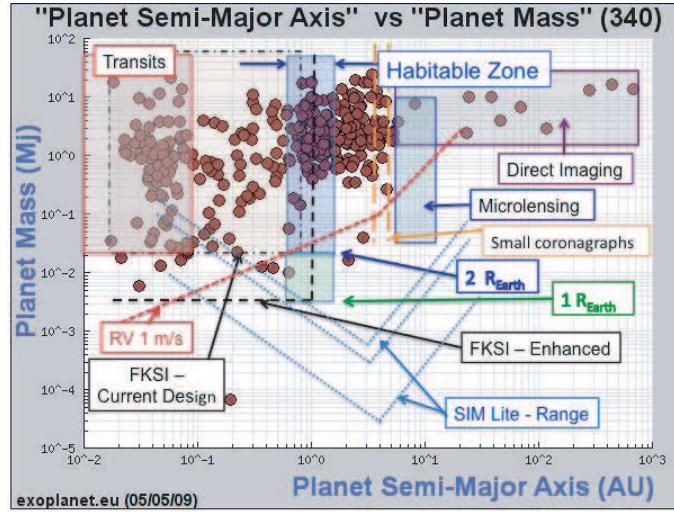 "Planet Semi-Major Axis" vs "Planet Mass" (340)
Planet Mass (Mj)
10^2
10^1
10^0
10^-1
10^-2
10^-3
10^-4
10^-5
Transits
Habitable Zone
Direct Imaging
Microlensing
Small coronagraphs
2 R_Earth
1 R_Earth
RV 1 m/s
FKSI – Enhanced
FKSI –
Current Design
SIM Lite - Range
10^-2
10^-1
10^0
10^1
10^2
10^3
exoplanet.eu (05/05/09)
Planet Semi-Major Axis (AU)